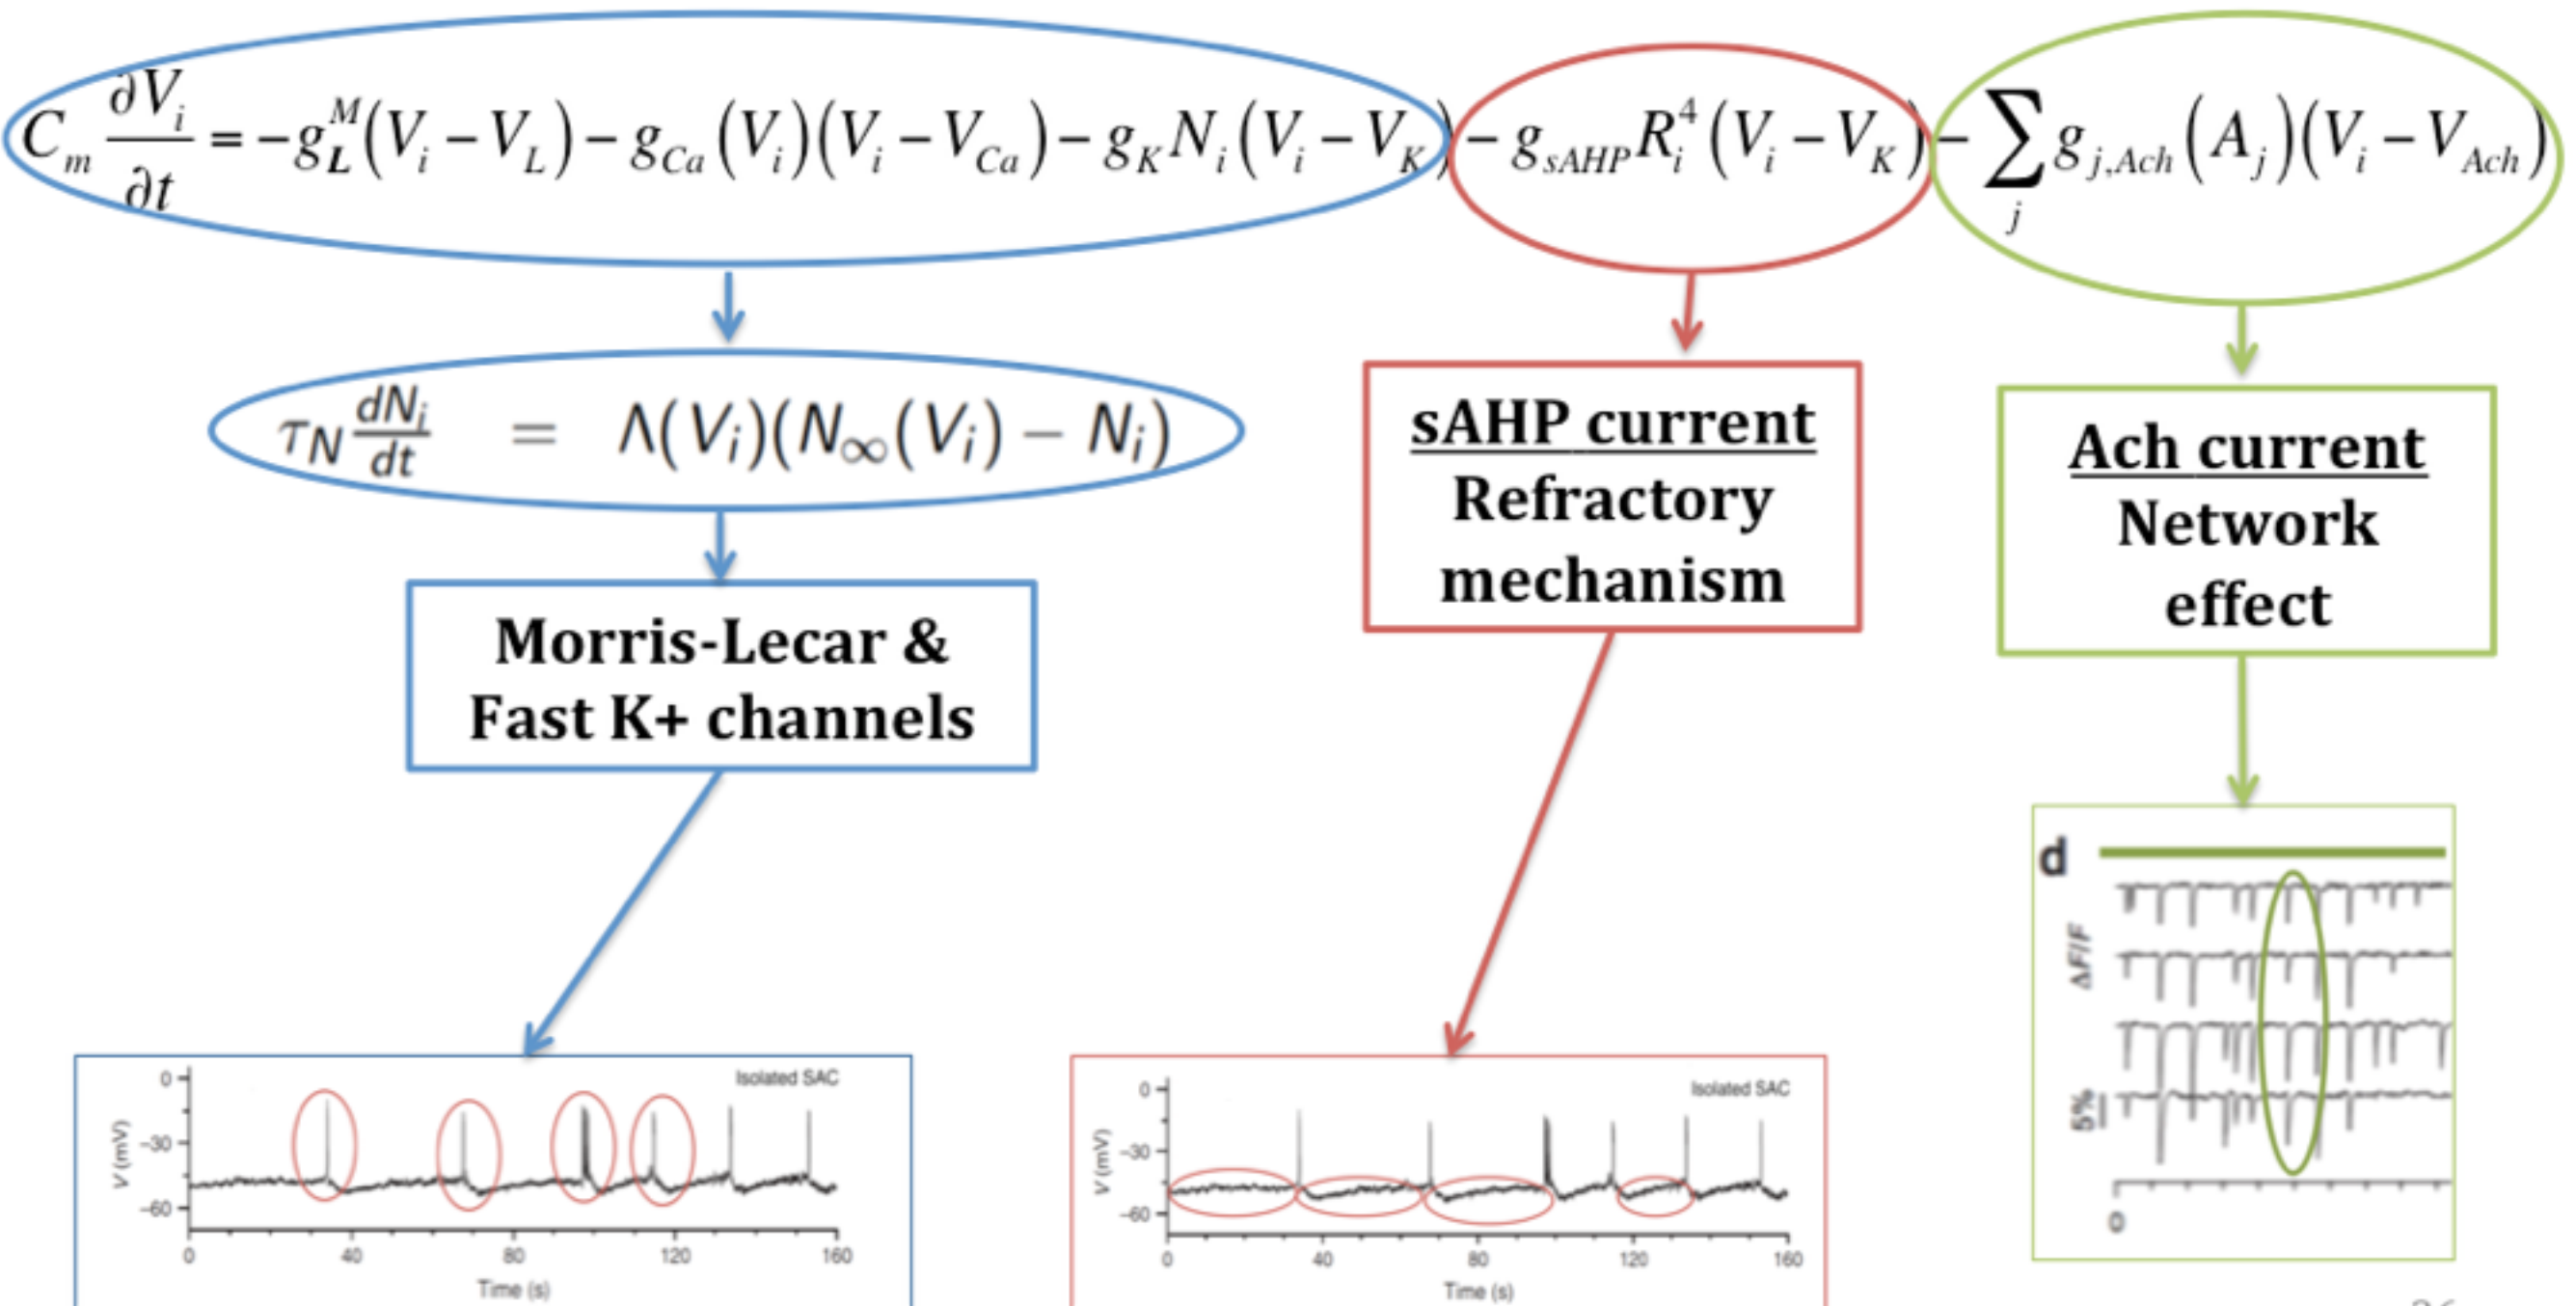 C_m ∂V_i/∂t = −g_L^M(V_i − V_L) − g_Ca(V_i)(V_i − V_Ca) − g_K N_i(V_i − V_K) − g_sAHP R_i^4(V_i − V_K) − ∑_j g_j,Ach(A_j)(V_i − V_Ach)
τ_N dN_i/dt = Λ(V_i)(N_∞(V_i) − N_i)
Morris-Lecar &
Fast K+ channels
sAHP current
Refractory
mechanism
Ach current
Network
effect
Isolated SAC
V (mV)
0
−30
−60
0 40 80 120 160
Time (s)
Isolated SAC
V (mV)
0
−30
−60
0 40 80 120 160
Time (s)
d
ΔF/F
5%
0